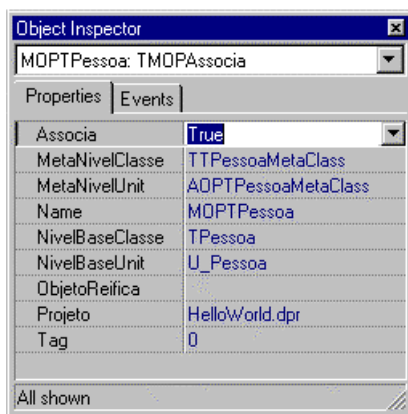 Object Inspector
MOPTPessoa: TMOPAssocia
Properties Events
Associa True
MetaNivelClasse TTPessoaMetaClass
MetaNivelUnit AOPTPessoaMetaClass
Name MOPTPessoa
NivelBaseClasse TPessoa
NivelBaseUnit U_Pessoa
ObjetoReifica
Projeto HelloWorld.dpr
Tag 0
All shown